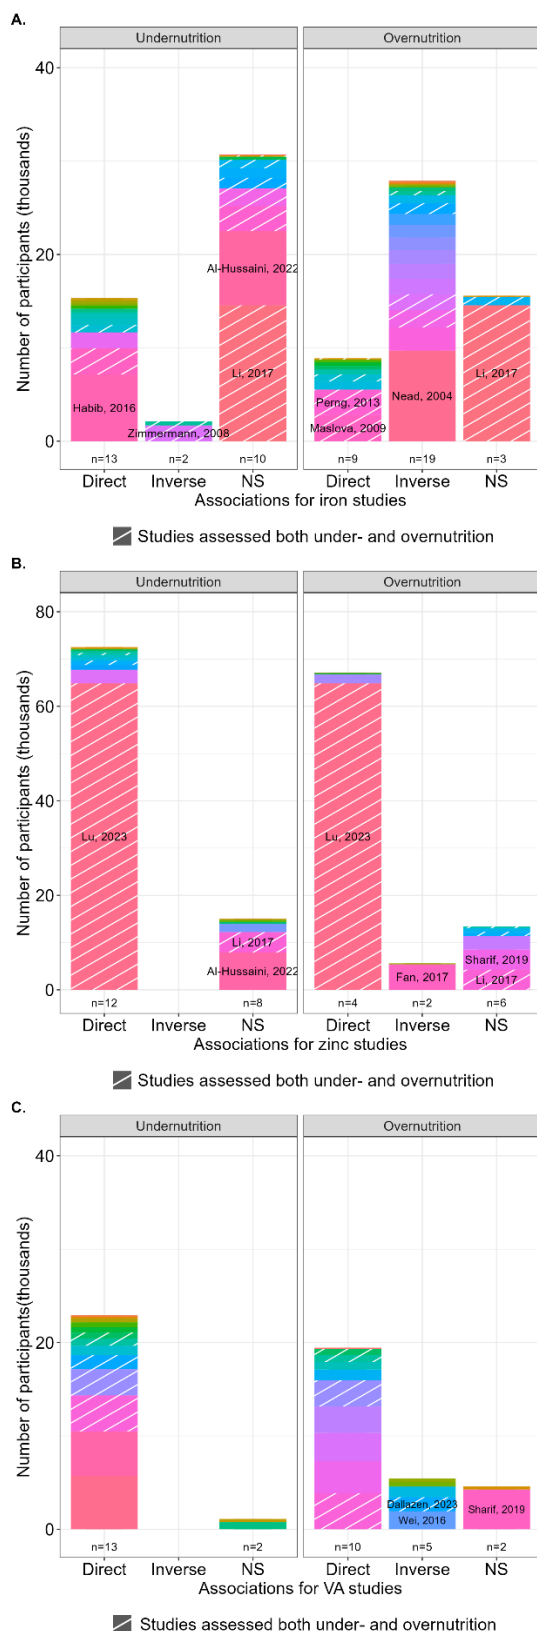 A.
Undernutrition Overnutrition
40
20
0
Number of participants (thousands)
Al-Hussaini, 2022
Li, 2017
Nead, 2004
Li, 2017
Perng, 2013
Habib, 2016
Zimmermann, 2008
Maslova, 2009
n=13 n=2 n=10 n=9 n=19 n=3
Direct Inverse NS Direct Inverse NS
Associations for iron studies
Studies assessed both under- and overnutrition
B.
Undernutrition Overnutrition
80
60
40
20
0
Number of participants (thousands)
Lu, 2023
Lu, 2023
Li, 2017
Al-Hussaini, 2022
Fan, 2017
Sharif, 2019
Li, 2017
n=12 n=8 n=4 n=2 n=6
Direct Inverse NS Direct Inverse NS
Associations for zinc studies
Studies assessed both under- and overnutrition
C.
Undernutrition Overnutrition
40
20
0
Number of participants(thousands)
Dallazen, 2023
Wei, 2016
Sharif, 2019
n=13 n=2 n=10 n=5 n=2
Direct Inverse NS Direct Inverse NS
Associations for VA studies
Studies assessed both under- and overnutrition